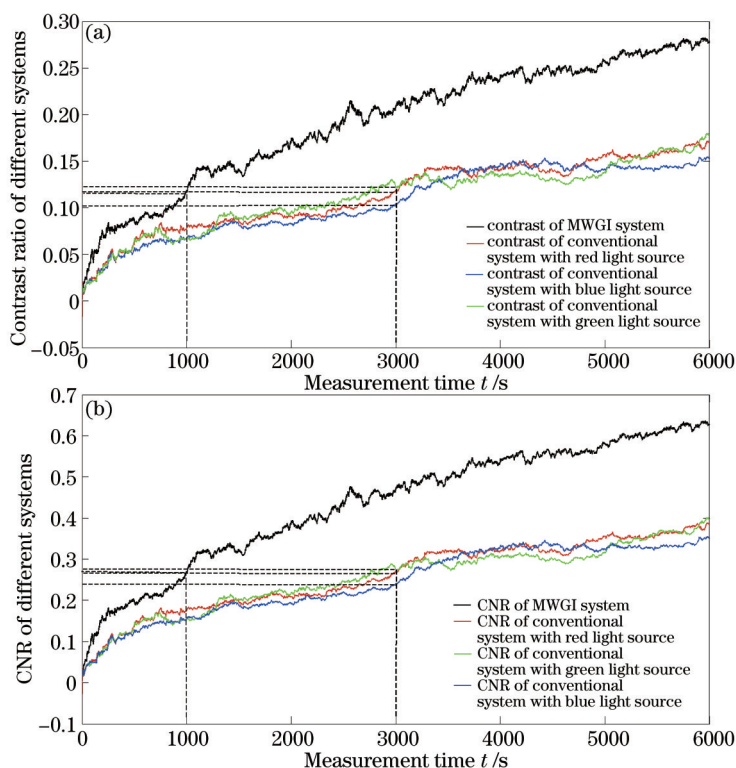 (a)
Contrast ratio of different systems
0.30
0.25
0.20
0.15
0.10
0.05
0
−0.05
contrast of MWGI system
contrast of conventional
system with red light source
contrast of conventional
system with blue light source
contrast of conventional
system with green light source
0 1000 2000 3000 4000 5000 6000
Measurement time t /s
(b)
CNR of different systems
0.7
0.6
0.5
0.4
0.3
0.2
0.1
0
−0.1
CNR of MWGI system
CNR of conventional
system with red light source
CNR of conventional
system with green light source
CNR of conventional
system with blue light source
0 1000 2000 3000 4000 5000 6000
Measurement time t /s